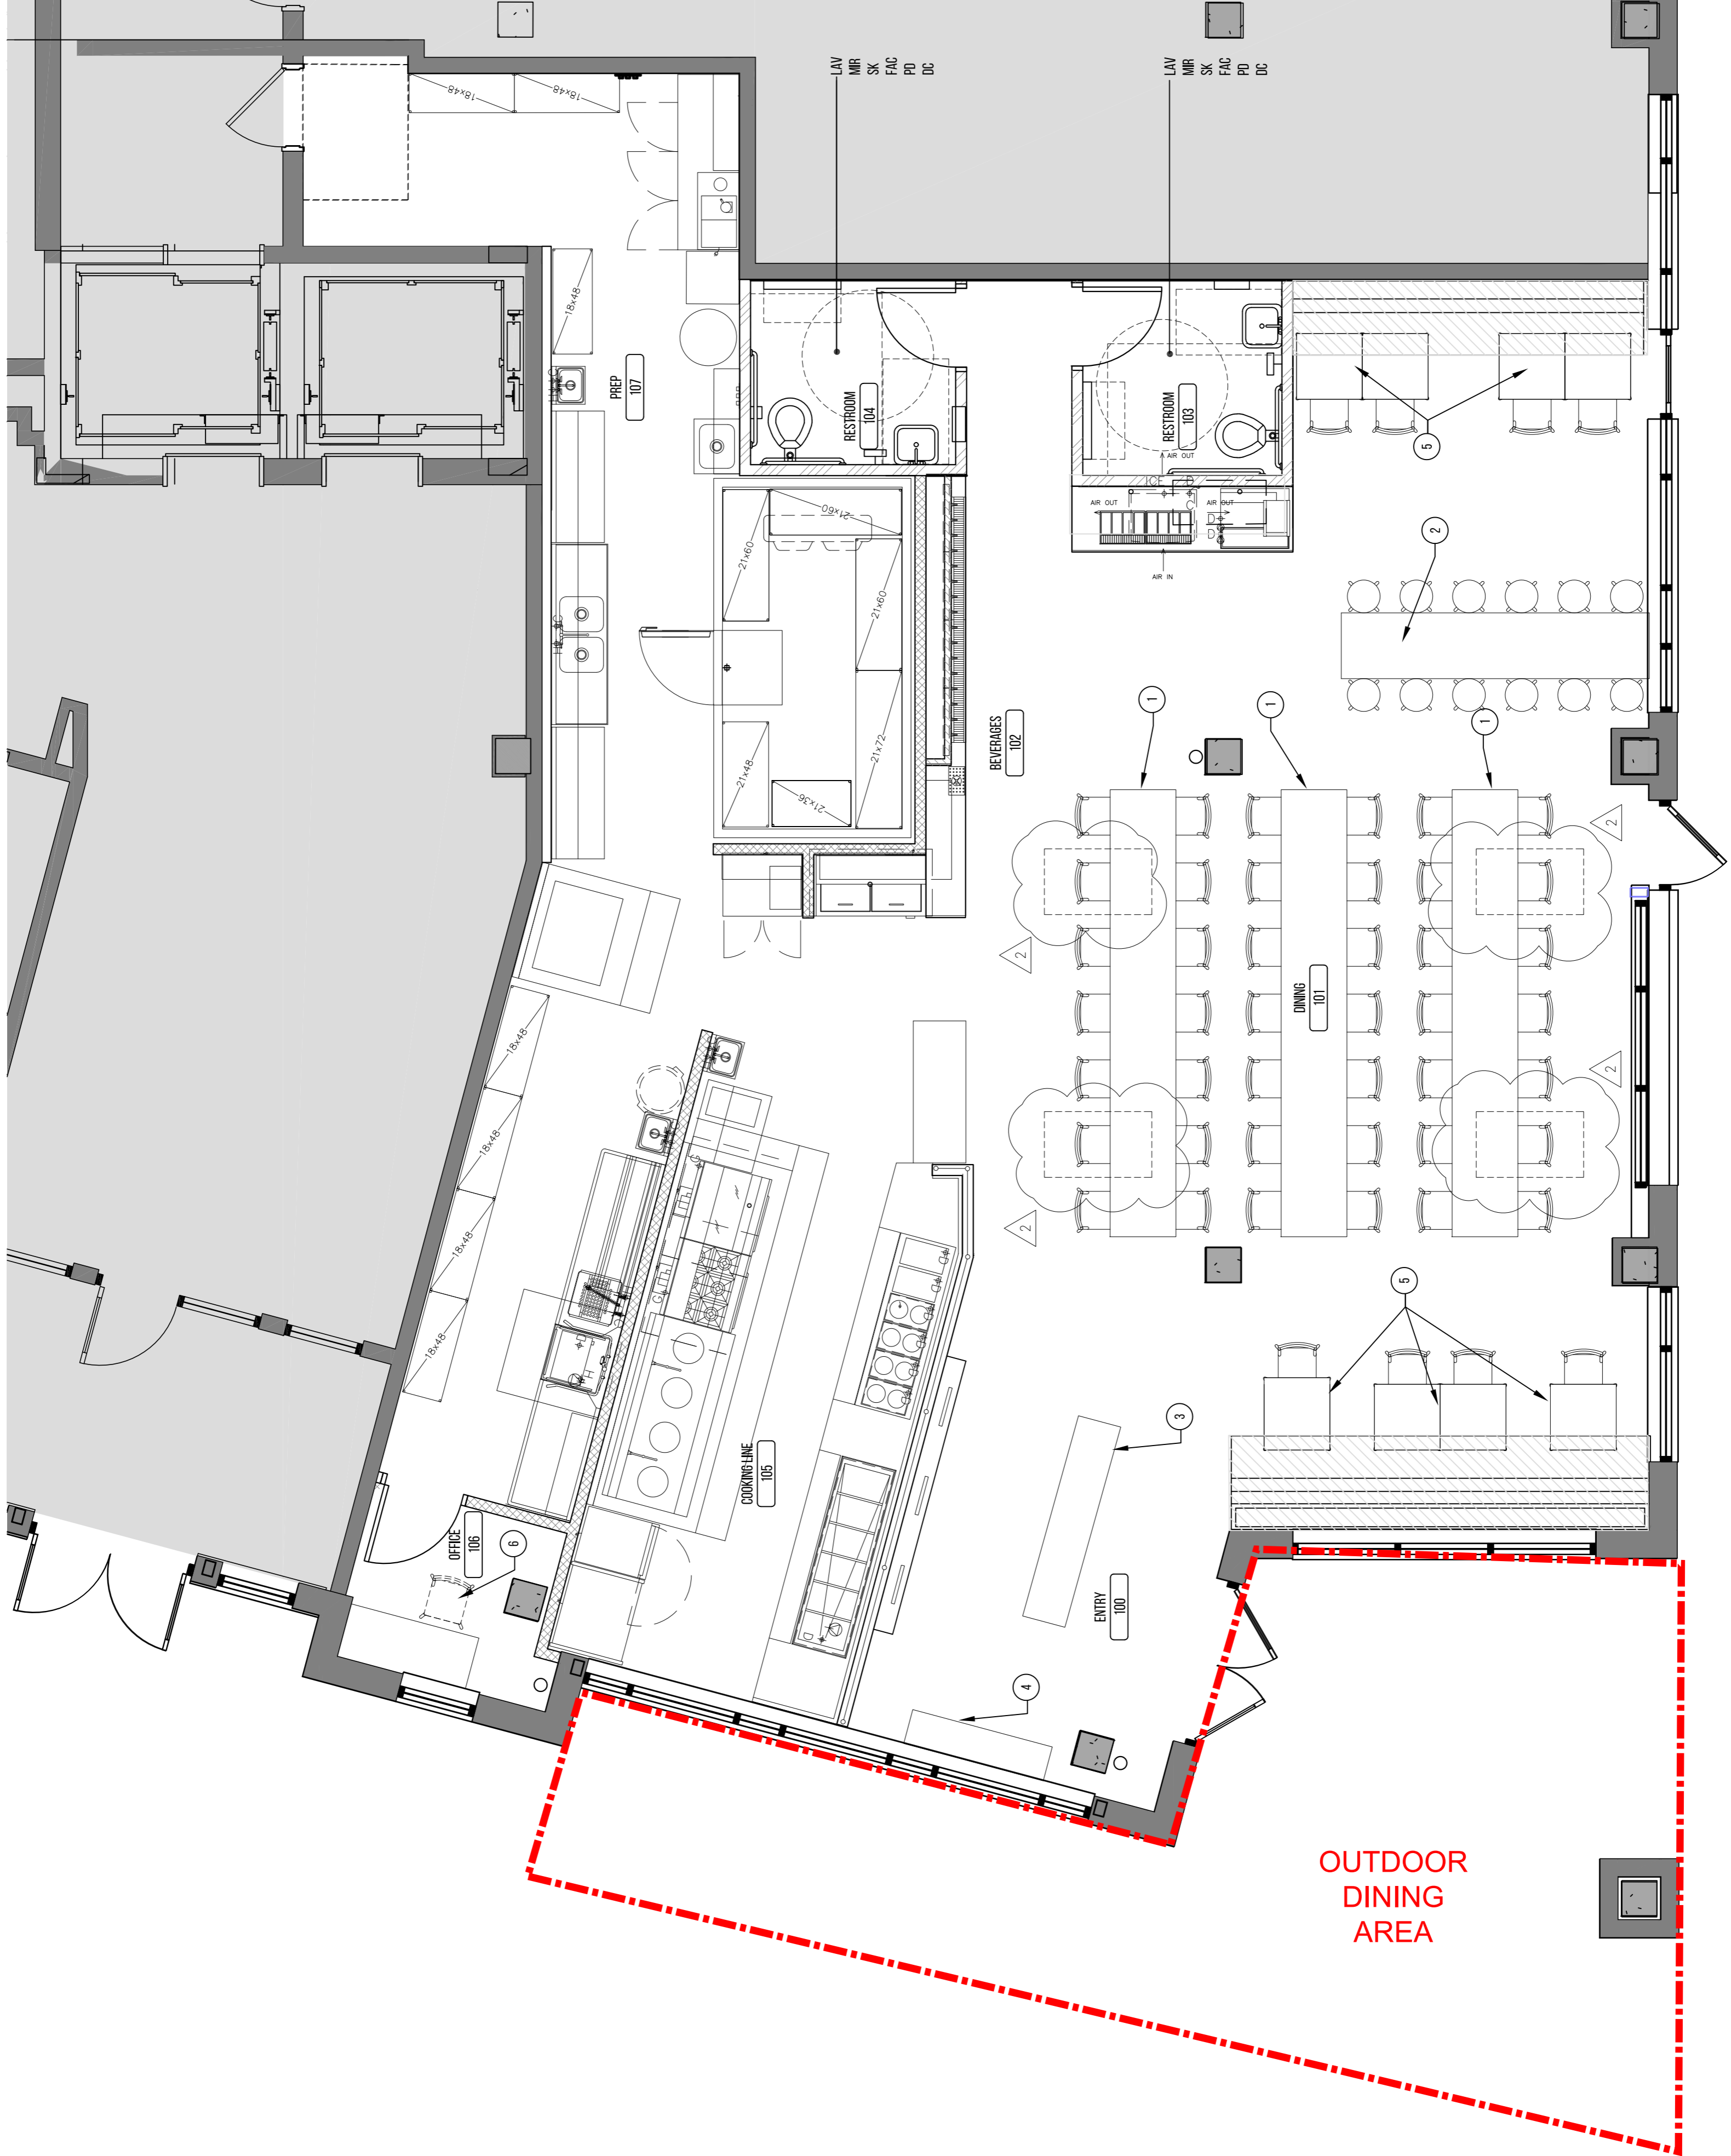 LAV
MIR
SK
FAC
PD
DC
LAV
MIR
SK
FAC
PD
DC
18x48
18x48
18x48
PREP
107
RESTROOM
104
RESTROOM
103
AIR OUT
AIR OUT
AIR OUT
AIR IN
5
2
21x60
21x60
21x60
21x48
21x36
21x72
BEVERAGES
102
1
1
1
2
2
DINING
101
2
2
18x48
18x48
18x48
18x48
COOKING LINE
105
OFFICE
106
6
5
3
ENTRY
100
4
OUTDOOR
DINING
AREA